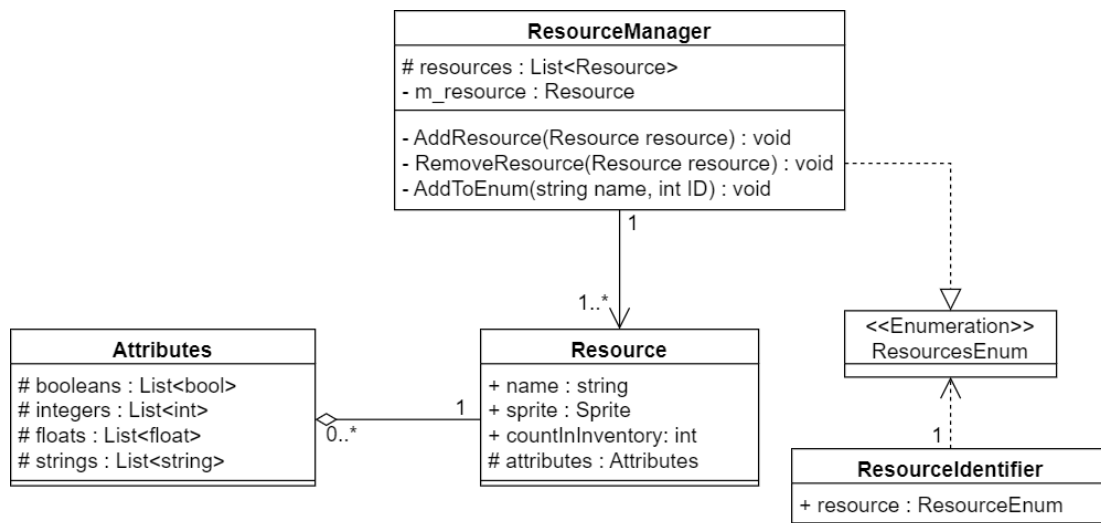 ResourceManager
# resources : List<Resource>
- m_resource : Resource
- AddResource(Resource resource) : void
- RemoveResource(Resource resource) : void
- AddToEnum(string name, int ID) : void
1
1..*
<<Enumeration>>
ResourcesEnum
Attributes
# booleans : List<bool>
# integers : List<int>
# floats : List<float>
# strings : List<string>
0..*
1
Resource
+ name : string
+ sprite : Sprite
+ countInInventory: int
# attributes : Attributes
1
ResourceIdentifier
+ resource : ResourceEnum